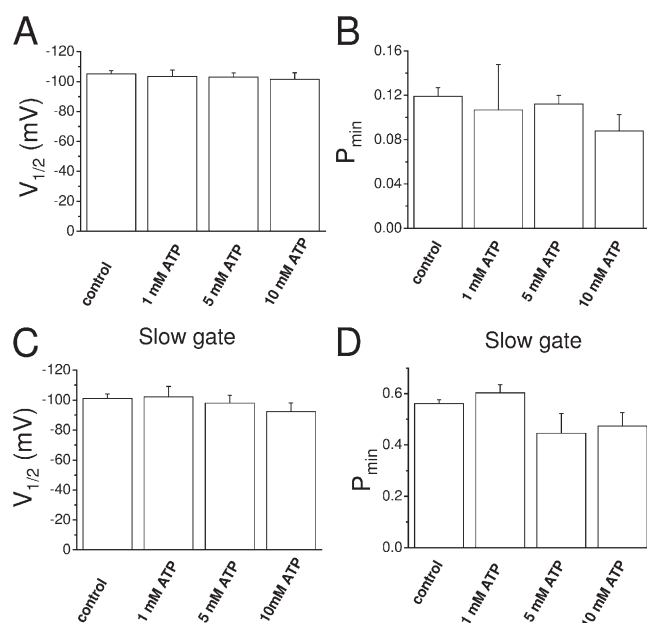 A
B
-120
-100
-80
-60
-40
-20
0
V1/2 (mV)
control
1 mM ATP
5 mM ATP
10 mM ATP
0.16
0.12
0.08
0.04
0.00
Pmin
control
1 mM ATP
5 mM ATP
10 mM ATP
C
Slow gate
D
Slow gate
-120
-100
-80
-60
-40
-20
0
V1/2 (mV)
control
1 mM ATP
5 mM ATP
10mM ATP
0.6
0.4
0.2
0.0
Pmin
control
1 mM ATP
5 mM ATP
10 mM ATP